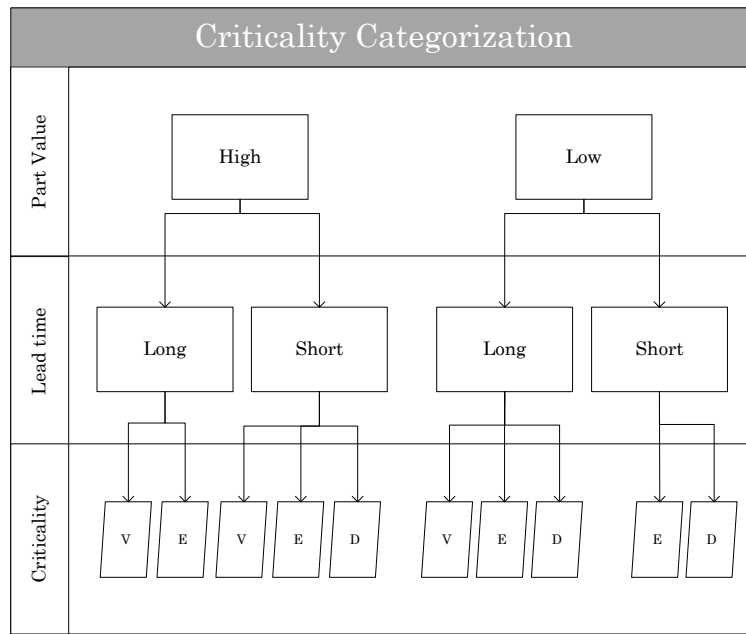 Criticality Categorization
Part Value
High
Low
Lead time
Long
Short
Long
Short
Criticality
V
E
V
E
D
V
E
D
E
D